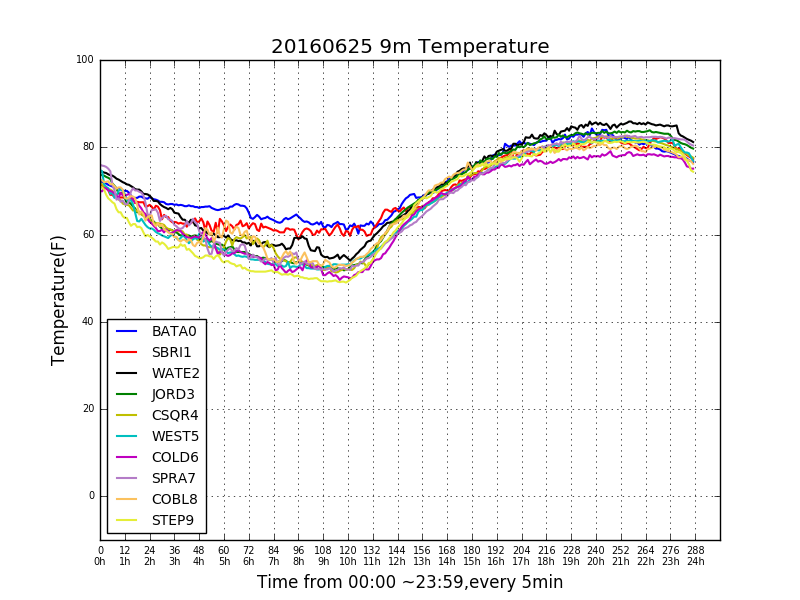 20160625 9m Temperature
100
80
60
40
20
0
Temperature(F)
BATA0
SBRI1
WATE2
JORD3
CSQR4
WEST5
COLD6
SPRA7
COBL8
STEP9
0 12 24 36 48 60 72 84 96 108 120 132 144 156 168 180 192 204 216 228 240 252 264 276 288
0h 1h 2h 3h 4h 5h 6h 7h 8h 9h 10h 11h 12h 13h 14h 15h 16h 17h 18h 19h 20h 21h 22h 23h 24h
Time from 00:00 ~23:59,every 5min